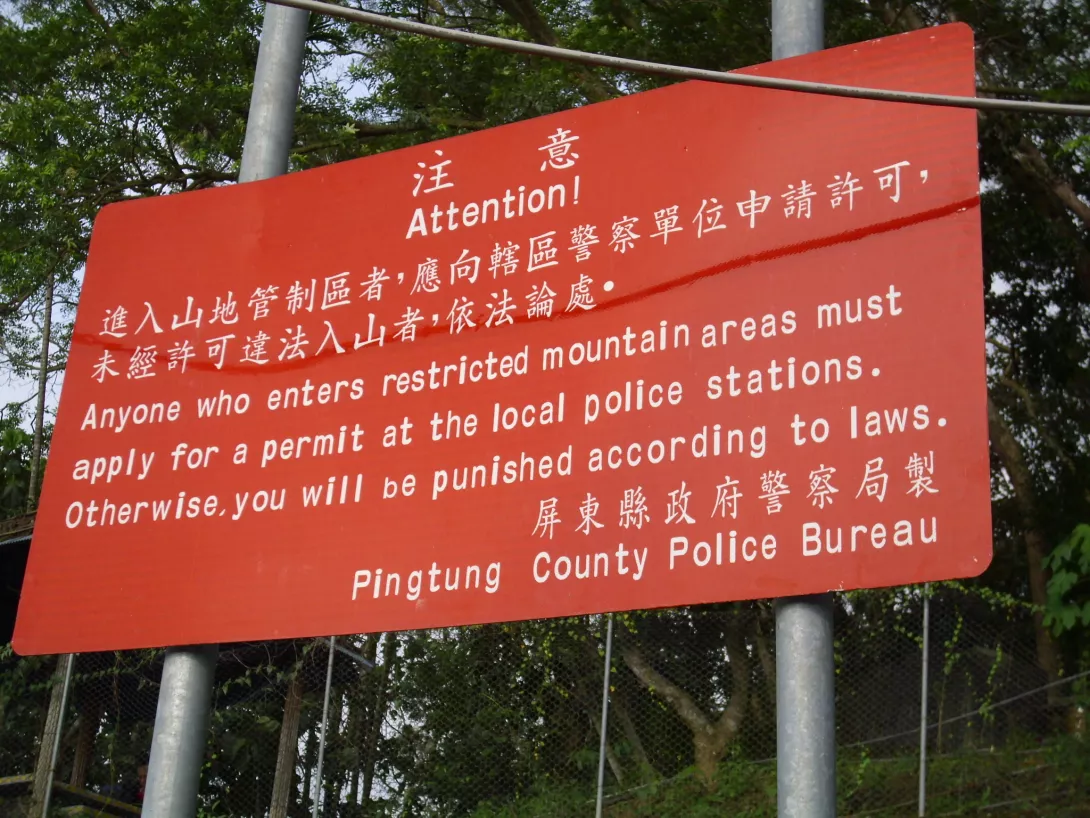 注 意
Attention!
進入山地管制區者，應向轄區警察單位申請許可，
未經許可違法入山者，依法論處。
Anyone who enters restricted mountain areas must
apply for a permit at the local police stations.
Otherwise, you will be punished according to laws.
屏東縣政府警察局製
Pingtung County Police Bureau